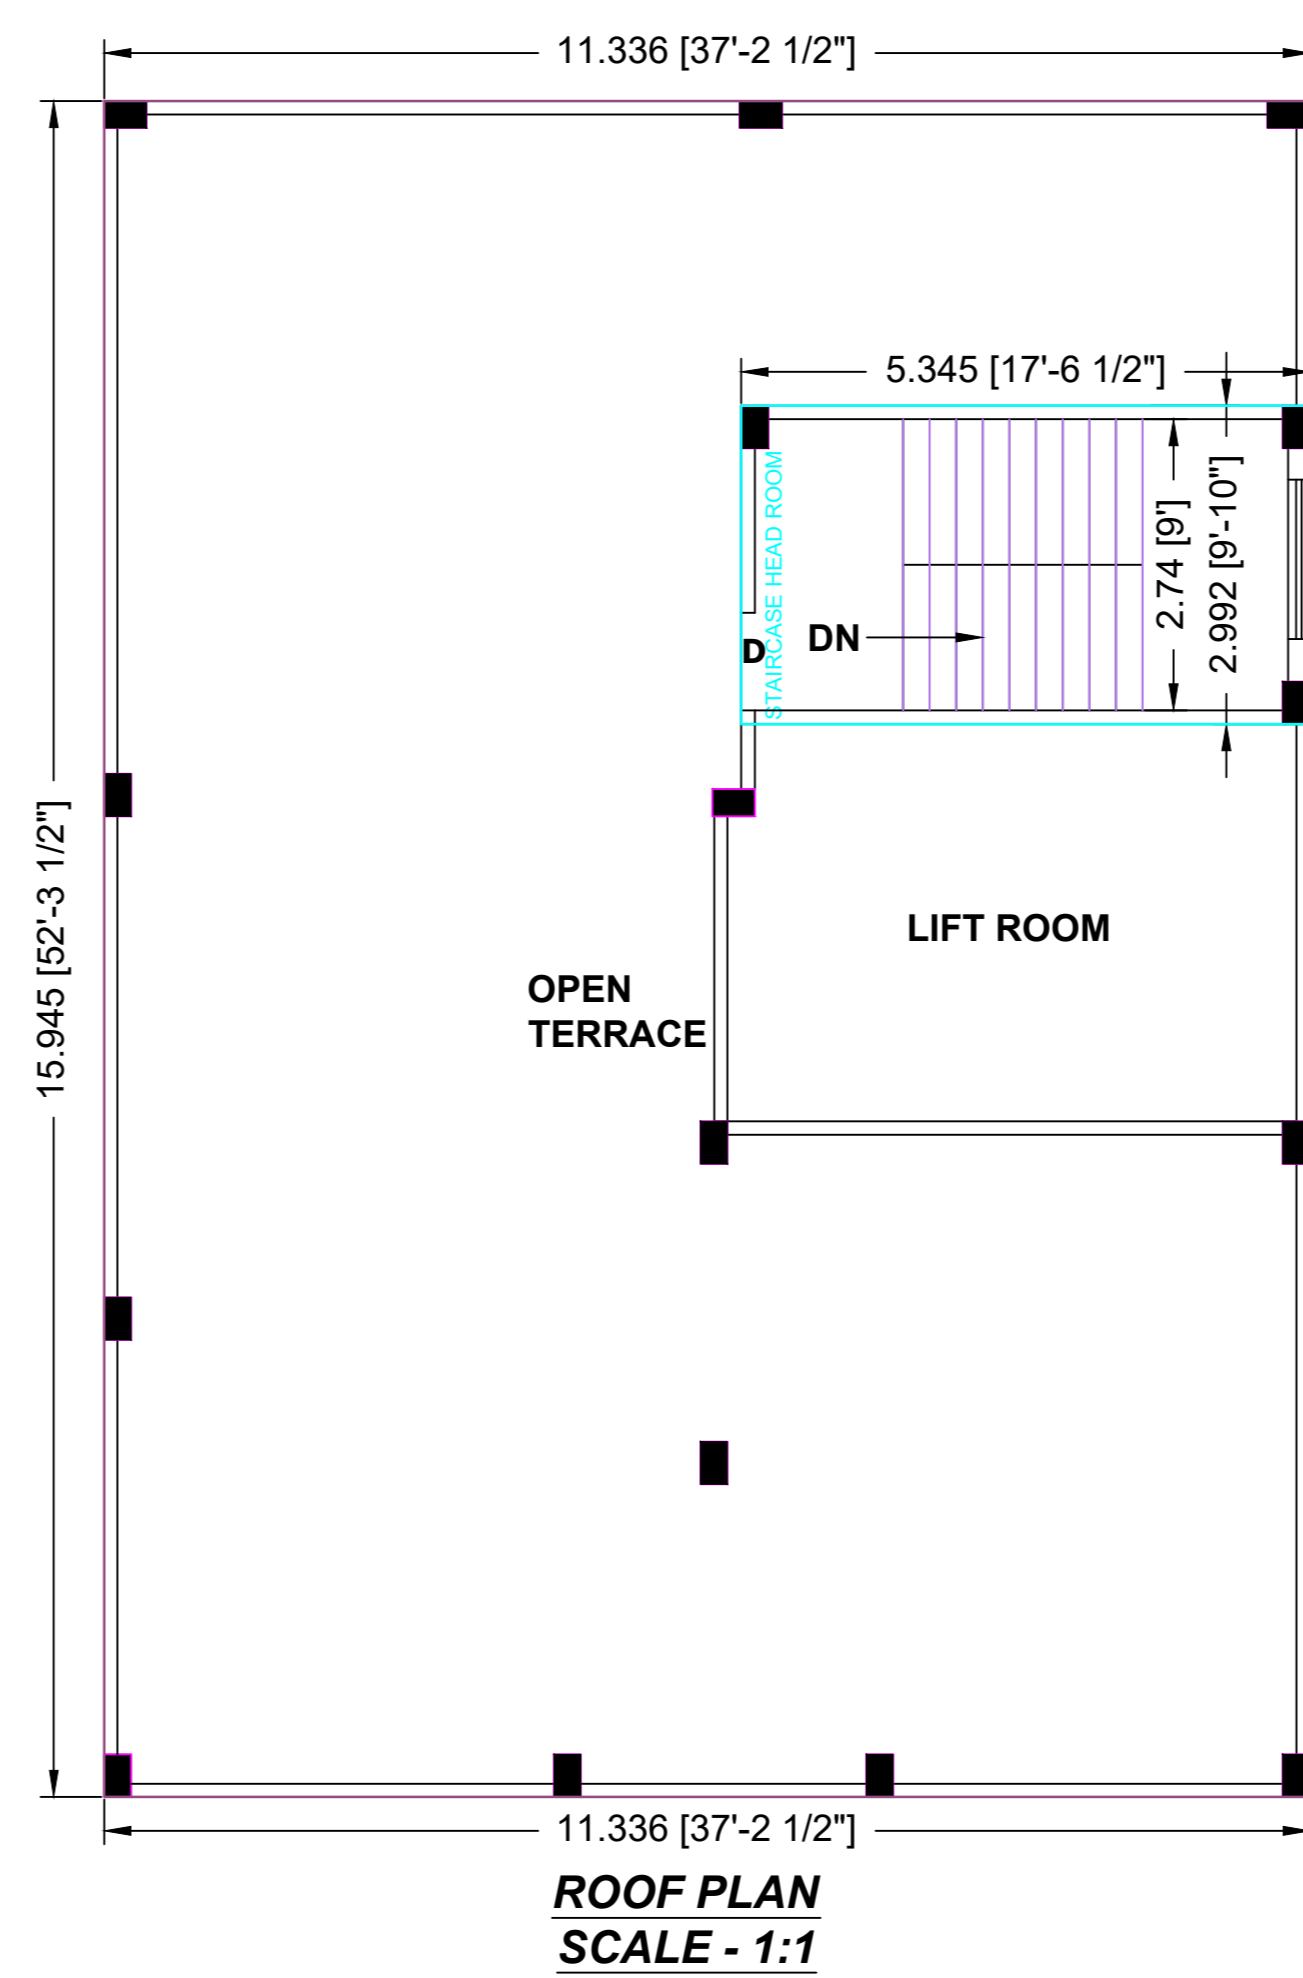 11.336 [37'-2 1/2"]
5.345 [17'-6 1/2"]
STAIRCASE HEAD ROOM
2.74 [9']
2.992 [9'-10"]
D
DN
15.945 [52'-3 1/2"]
LIFT ROOM
OPEN
TERRACE
11.336 [37'-2 1/2"]
ROOF PLAN
SCALE - 1:1